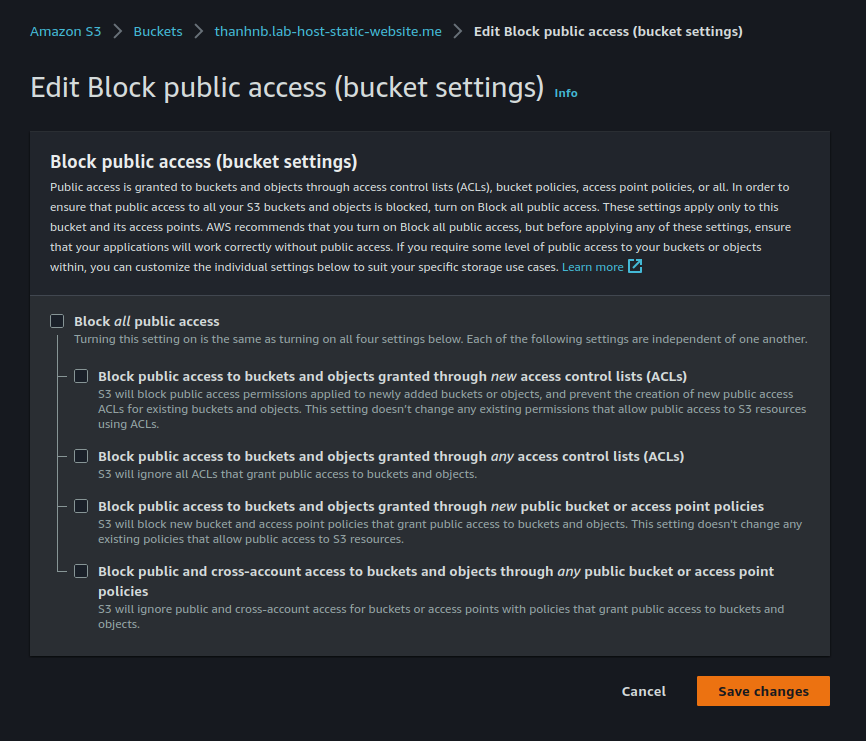 Amazon S3 > Buckets > thanhnb.lab-host-static-website.me > Edit Block public access (bucket settings)
Edit Block public access (bucket settings) Info
Block public access (bucket settings)
Public access is granted to buckets and objects through access control lists (ACLs), bucket policies, access point policies, or all. In order to
ensure that public access to all your S3 buckets and objects is blocked, turn on Block all public access. These settings apply only to this
bucket and its access points. AWS recommends that you turn on Block all public access, but before applying any of these settings, ensure
that your applications will work correctly without public access. If you require some level of public access to your buckets or objects
within, you can customize the individual settings below to suit your specific storage use cases. Learn more
Block all public access
Turning this setting on is the same as turning on all four settings below. Each of the following settings are independent of one another.
Block public access to buckets and objects granted through new access control lists (ACLs)
S3 will block public access permissions applied to newly added buckets or objects, and prevent the creation of new public access
ACLs for existing buckets and objects. This setting doesn't change any existing permissions that allow public access to S3 resources
using ACLs.
Block public access to buckets and objects granted through any access control lists (ACLs)
S3 will ignore all ACLs that grant public access to buckets and objects.
Block public access to buckets and objects granted through new public bucket or access point policies
S3 will block new bucket and access point policies that grant public access to buckets and objects. This setting doesn't change any
existing policies that allow public access to S3 resources.
Block public and cross-account access to buckets and objects through any public bucket or access point
policies
S3 will ignore public and cross-account access for buckets or access points with policies that grant public access to buckets and
objects.
Cancel
Save changes